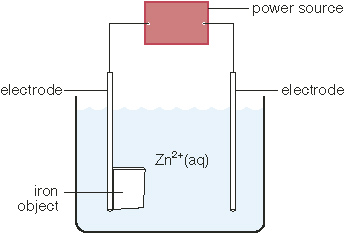 power source
electrode
electrode
Zn²⁺(aq)
iron
object